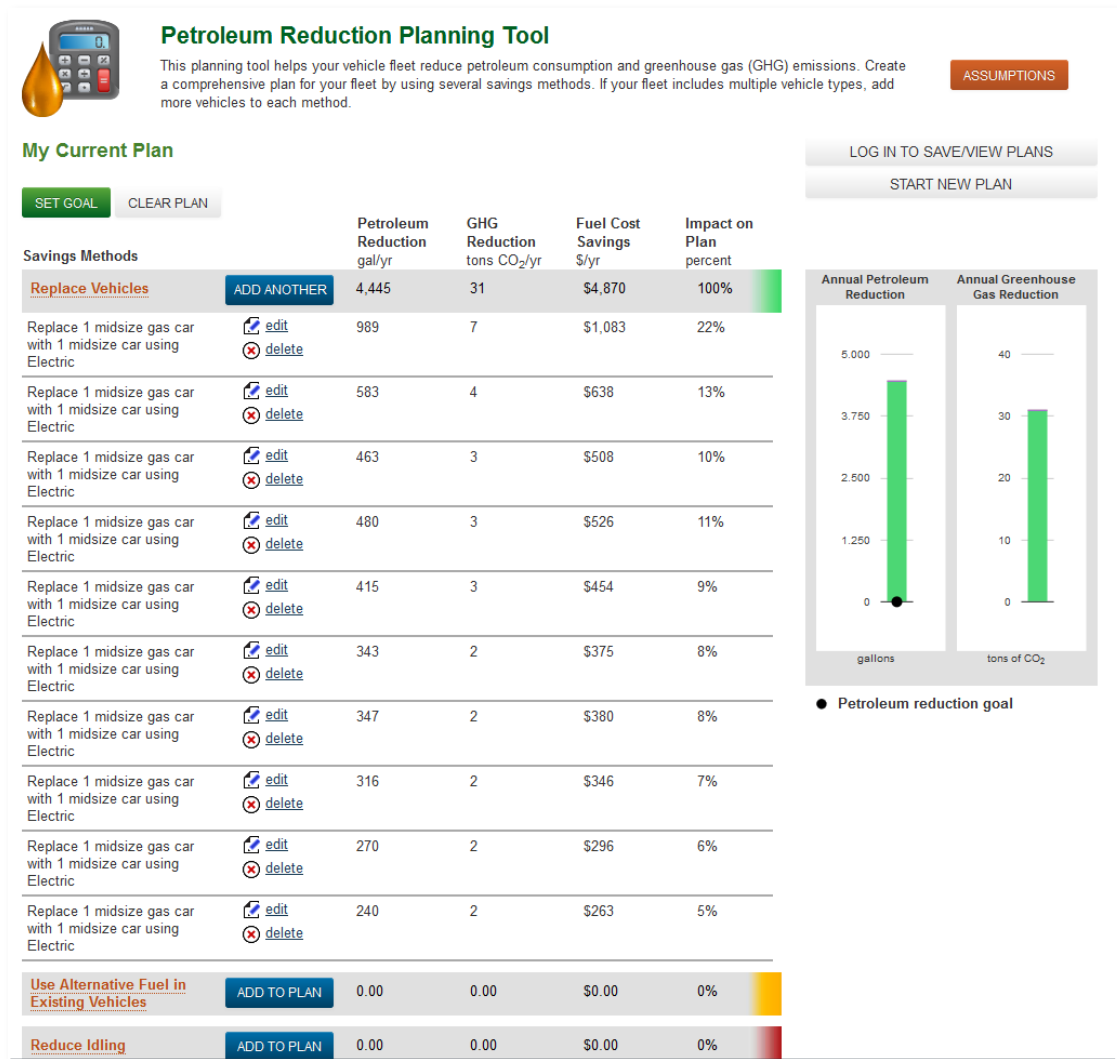 0.
Petroleum Reduction Planning Tool
This planning tool helps your vehicle fleet reduce petroleum consumption and greenhouse gas (GHG) emissions. Create
a comprehensive plan for your fleet by using several savings methods. If your fleet includes multiple vehicle types, add
more vehicles to each method.
ASSUMPTIONS
My Current Plan
LOG IN TO SAVE/VIEW PLANS
START NEW PLAN
SET GOAL CLEAR PLAN
Savings Methods
Petroleum
Reduction
gal/yr
GHG
Reduction
tons CO2/yr
Fuel Cost
Savings
$/yr
Impact on
Plan
percent
Replace Vehicles ADD ANOTHER 4,445 31 $4,870 100%
Replace 1 midsize gas car
with 1 midsize car using
Electric
edit
delete
989 7 $1,083 22%
Replace 1 midsize gas car
with 1 midsize car using
Electric
edit
delete
583 4 $638 13%
Replace 1 midsize gas car
with 1 midsize car using
Electric
edit
delete
463 3 $508 10%
Replace 1 midsize gas car
with 1 midsize car using
Electric
edit
delete
480 3 $526 11%
Replace 1 midsize gas car
with 1 midsize car using
Electric
edit
delete
415 3 $454 9%
Replace 1 midsize gas car
with 1 midsize car using
Electric
edit
delete
343 2 $375 8%
Replace 1 midsize gas car
with 1 midsize car using
Electric
edit
delete
347 2 $380 8%
Replace 1 midsize gas car
with 1 midsize car using
Electric
edit
delete
316 2 $346 7%
Replace 1 midsize gas car
with 1 midsize car using
Electric
edit
delete
270 2 $296 6%
Replace 1 midsize gas car
with 1 midsize car using
Electric
edit
delete
240 2 $263 5%
Use Alternative Fuel in
Existing Vehicles
ADD TO PLAN 0.00 0.00 $0.00 0%
Reduce Idling ADD TO PLAN 0.00 0.00 $0.00 0%
Annual Petroleum
Reduction
5.000
3.750
2.500
1.250
0
gallons
Annual Greenhouse
Gas Reduction
40
30
20
10
0
tons of CO2
Petroleum reduction goal